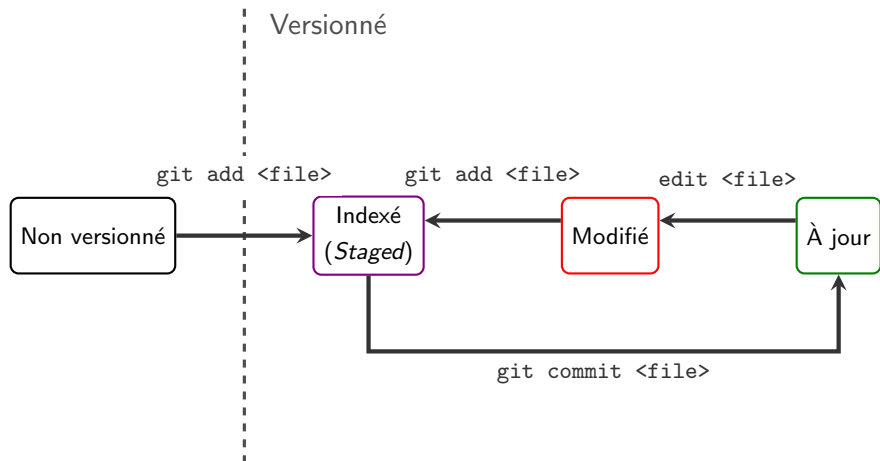 Versionné
git add <file>
git add <file>
edit <file>
Non versionné
Indexé
(Staged)
Modifié
À jour
git commit <file>